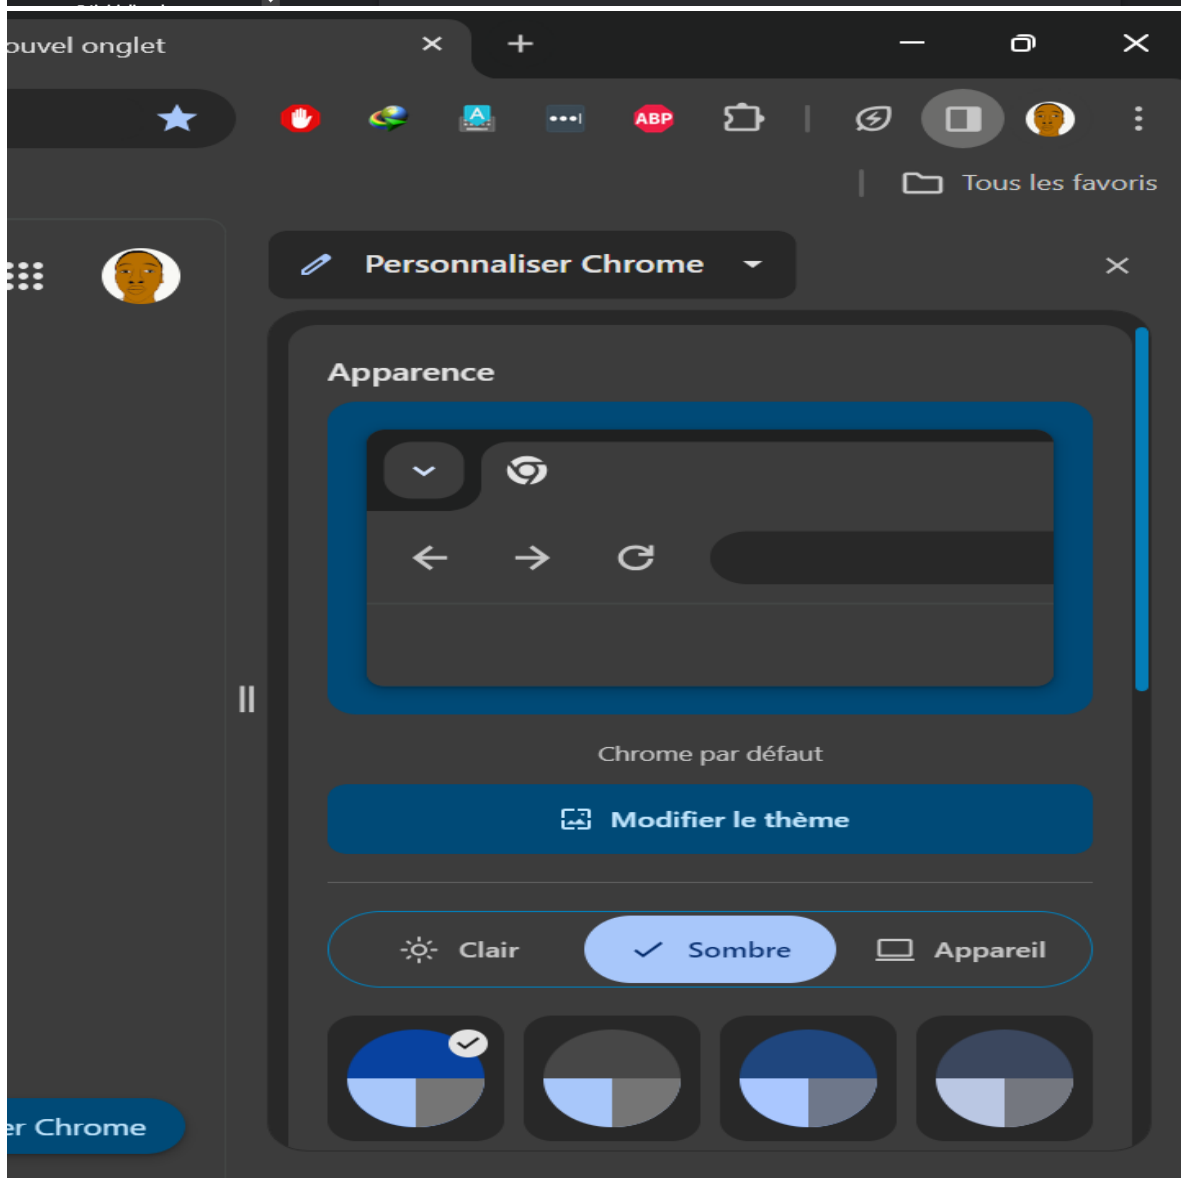 ouvel onglet
ABP
Tous les favoris
Personnaliser Chrome
Apparence
Chrome par défaut
Modifier le thème
Clair
Sombre
Appareil
er Chrome